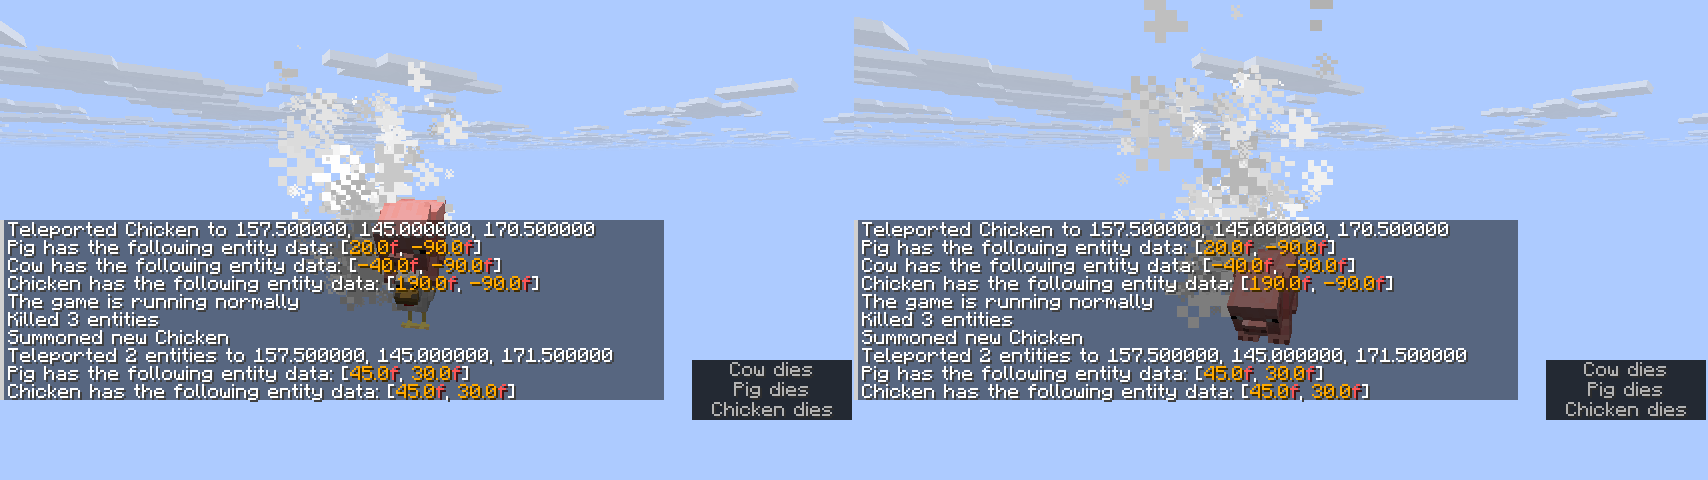 Teleported Chicken to 157.500000, 145.000000, 170.500000
Pig has the following entity data: [20.0f, -90.0f]
Cow has the following entity data: [-40.0f, -90.0f]
Chicken has the following entity data: [190.0f, -90.0f]
The game is running normally
Killed 3 entities
Summoned new Chicken
Teleported 2 entities to 157.500000, 145.000000, 171.500000
Pig has the following entity data: [45.0f, 30.0f]
Chicken has the following entity data: [45.0f, 30.0f]
Cow dies
Pig dies
Chicken dies
Teleported Chicken to 157.500000, 145.000000, 170.500000
Pig has the following entity data: [20.0f, -90.0f]
Cow has the following entity data: [-40.0f, -90.0f]
Chicken has the following entity data: [190.0f, -90.0f]
The game is running normally
Killed 3 entities
Summoned new Chicken
Teleported 2 entities to 157.500000, 145.000000, 171.500000
Pig has the following entity data: [45.0f, 30.0f]
Chicken has the following entity data: [45.0f, 30.0f]
Cow dies
Pig dies
Chicken dies